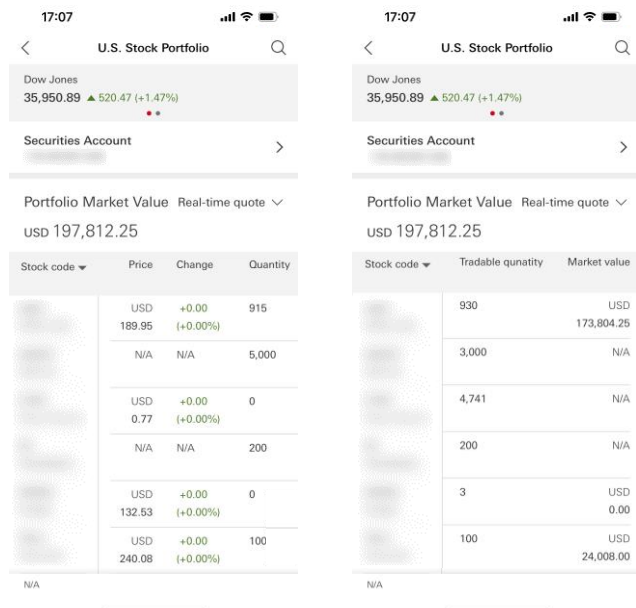 17:07
U.S. Stock Portfolio
Dow Jones
35,950.89 ▲ 520.47 (+1.47%)
Securities Account
Portfolio Market Value Real-time quote
USD 197,812.25
Stock code Price Change Quantity
USD +0.00 915
189.95 (+0.00%)
N/A N/A 5,000
USD +0.00 0
0.77 (+0.00%)
N/A N/A 200
USD +0.00 0
132.53 (+0.00%)
USD +0.00 100
240.08 (+0.00%)
N/A
17:07
U.S. Stock Portfolio
Dow Jones
35,950.89 ▲ 520.47 (+1.47%)
Securities Account
Portfolio Market Value Real-time quote
USD 197,812.25
Stock code Tradable qunatity Market value
930 USD
173,804.25
3,000 N/A
4,741 N/A
200 N/A
3 USD
0.00
100 USD
24,008.00
N/A